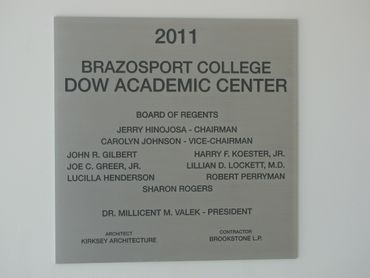 2011
BRAZOSPORT COLLEGE
DOW ACADEMIC CENTER
BOARD OF REGENTS
JERRY HINOJOSA - CHAIRMAN
CAROLYN JOHNSON - VICE-CHAIRMAN
JOHN R. GILBERT HARRY F. KOESTER, JR.
JOE C. GREER, JR. LILLIAN D. LOCKETT, M.D.
LUCILLA HENDERSON ROBERT PERRYMAN
SHARON ROGERS
DR. MILLICENT M. VALEK - PRESIDENT
ARCHITECT CONTRACTOR
KIRKSEY ARCHITECTURE BROOKSTONE L.P.